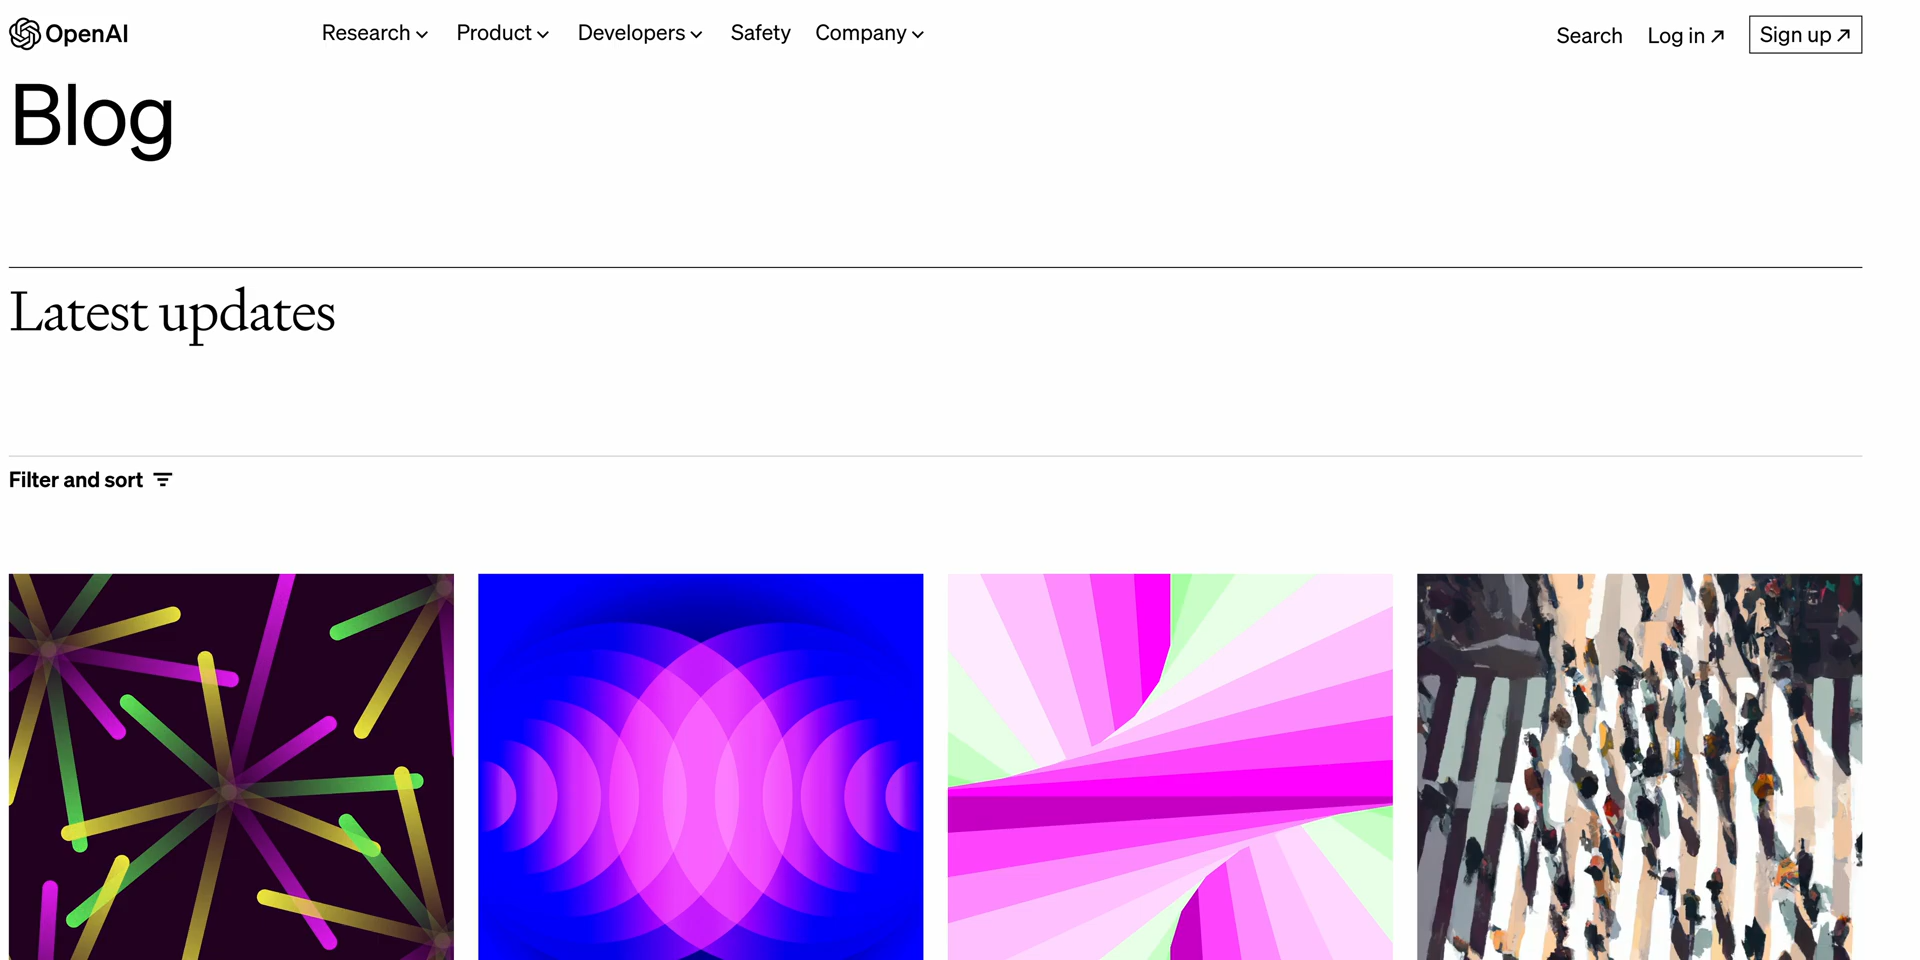 OpenAI
Research
Product
Developers
Safety
Company
Search
Log in
Sign up
Blog
Latest updates
Filter and sort